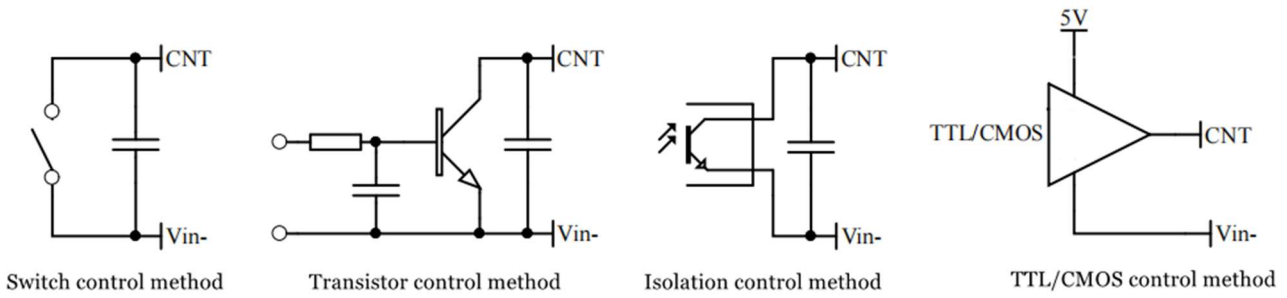 CNT
Vin-
Switch control method
CNT
Vin-
Transistor control method
CNT
Vin-
Isolation control method
5V
TTL/CMOS
CNT
Vin-
TTL/CMOS control method